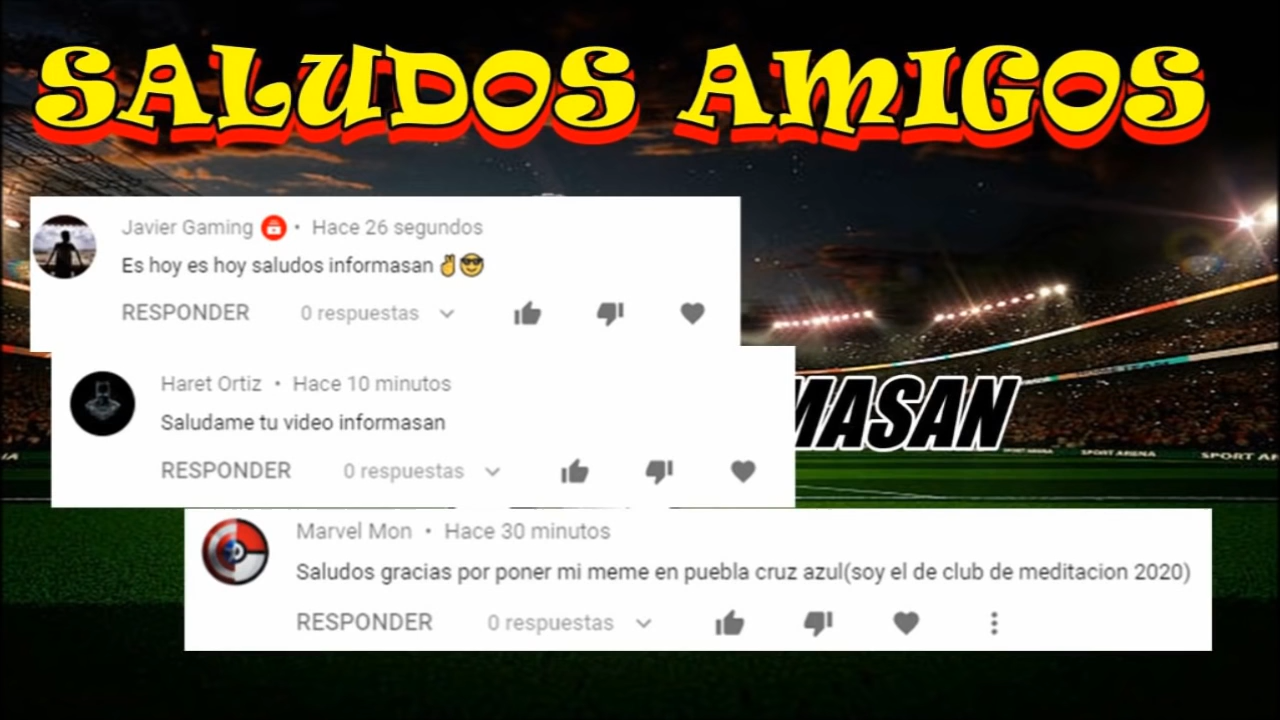 SALUDOS AMIGOS
Javier Gaming • Hace 26 segundos
Es hoy es hoy saludos informasan ✌😎
RESPONDER 0 respuestas
Haret Ortiz • Hace 10 minutos
Saludame tu video informasan
MASAN
RESPONDER 0 respuestas
SPORT ARENA
Marvel Mon • Hace 30 minutos
Saludos gracias por poner mi meme en puebla cruz azul(soy el de club de meditacion 2020)
RESPONDER 0 respuestas